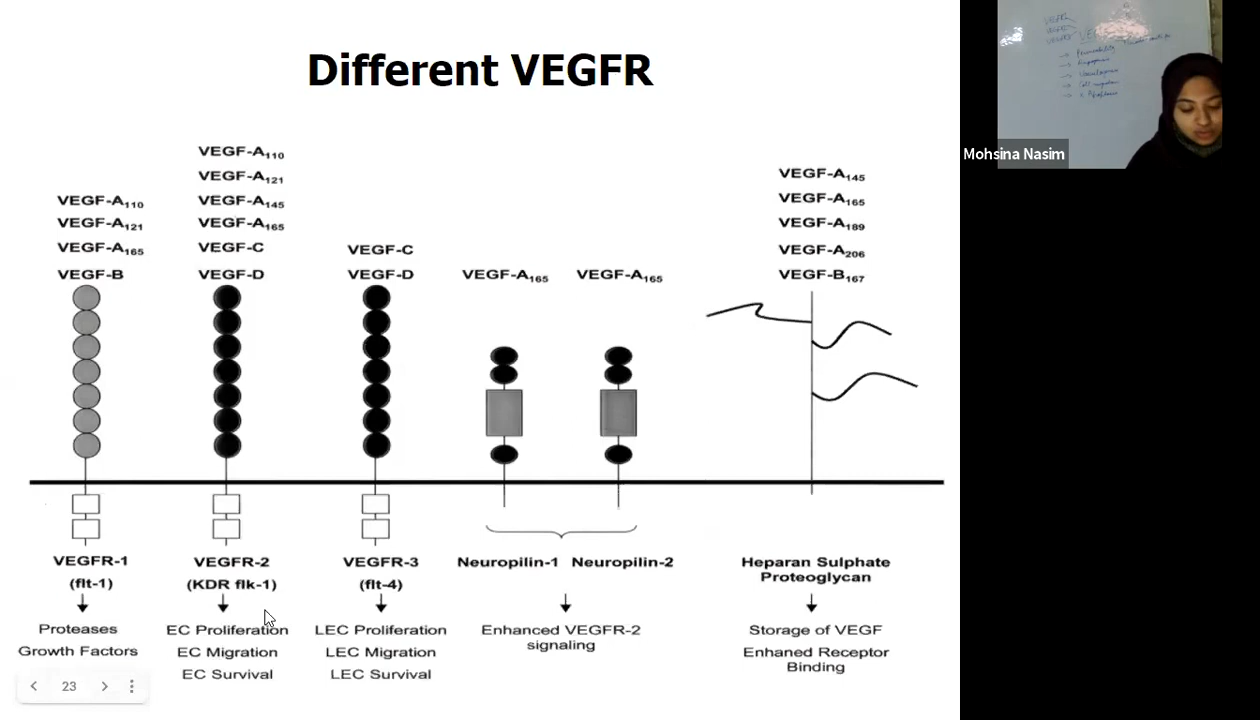 Different VEGFR
VEGF-A110
VEGF-A121
VEGF-A165
VEGF-B
VEGF-A110
VEGF-A121
VEGF-A145
VEGF-A165
VEGF-C
VEGF-D
VEGF-C
VEGF-D
VEGF-A165
VEGF-A165
VEGF-A145
VEGF-A165
VEGF-A189
VEGF-A206
VEGF-B167
VEGFR-1
(flt-1)
Proteases
Growth Factors
VEGFR-2
(KDR flk-1)
EC Proliferation
EC Migration
EC Survival
VEGFR-3
(flt-4)
LEC Proliferation
LEC Migration
LEC Survival
Neuropilin-1 Neuropilin-2
Enhanced VEGFR-2
signaling
Heparan Sulphate
Proteoglycan
Storage of VEGF
Enhaned Receptor
Binding
23
Permeability
Mohsina Nasim